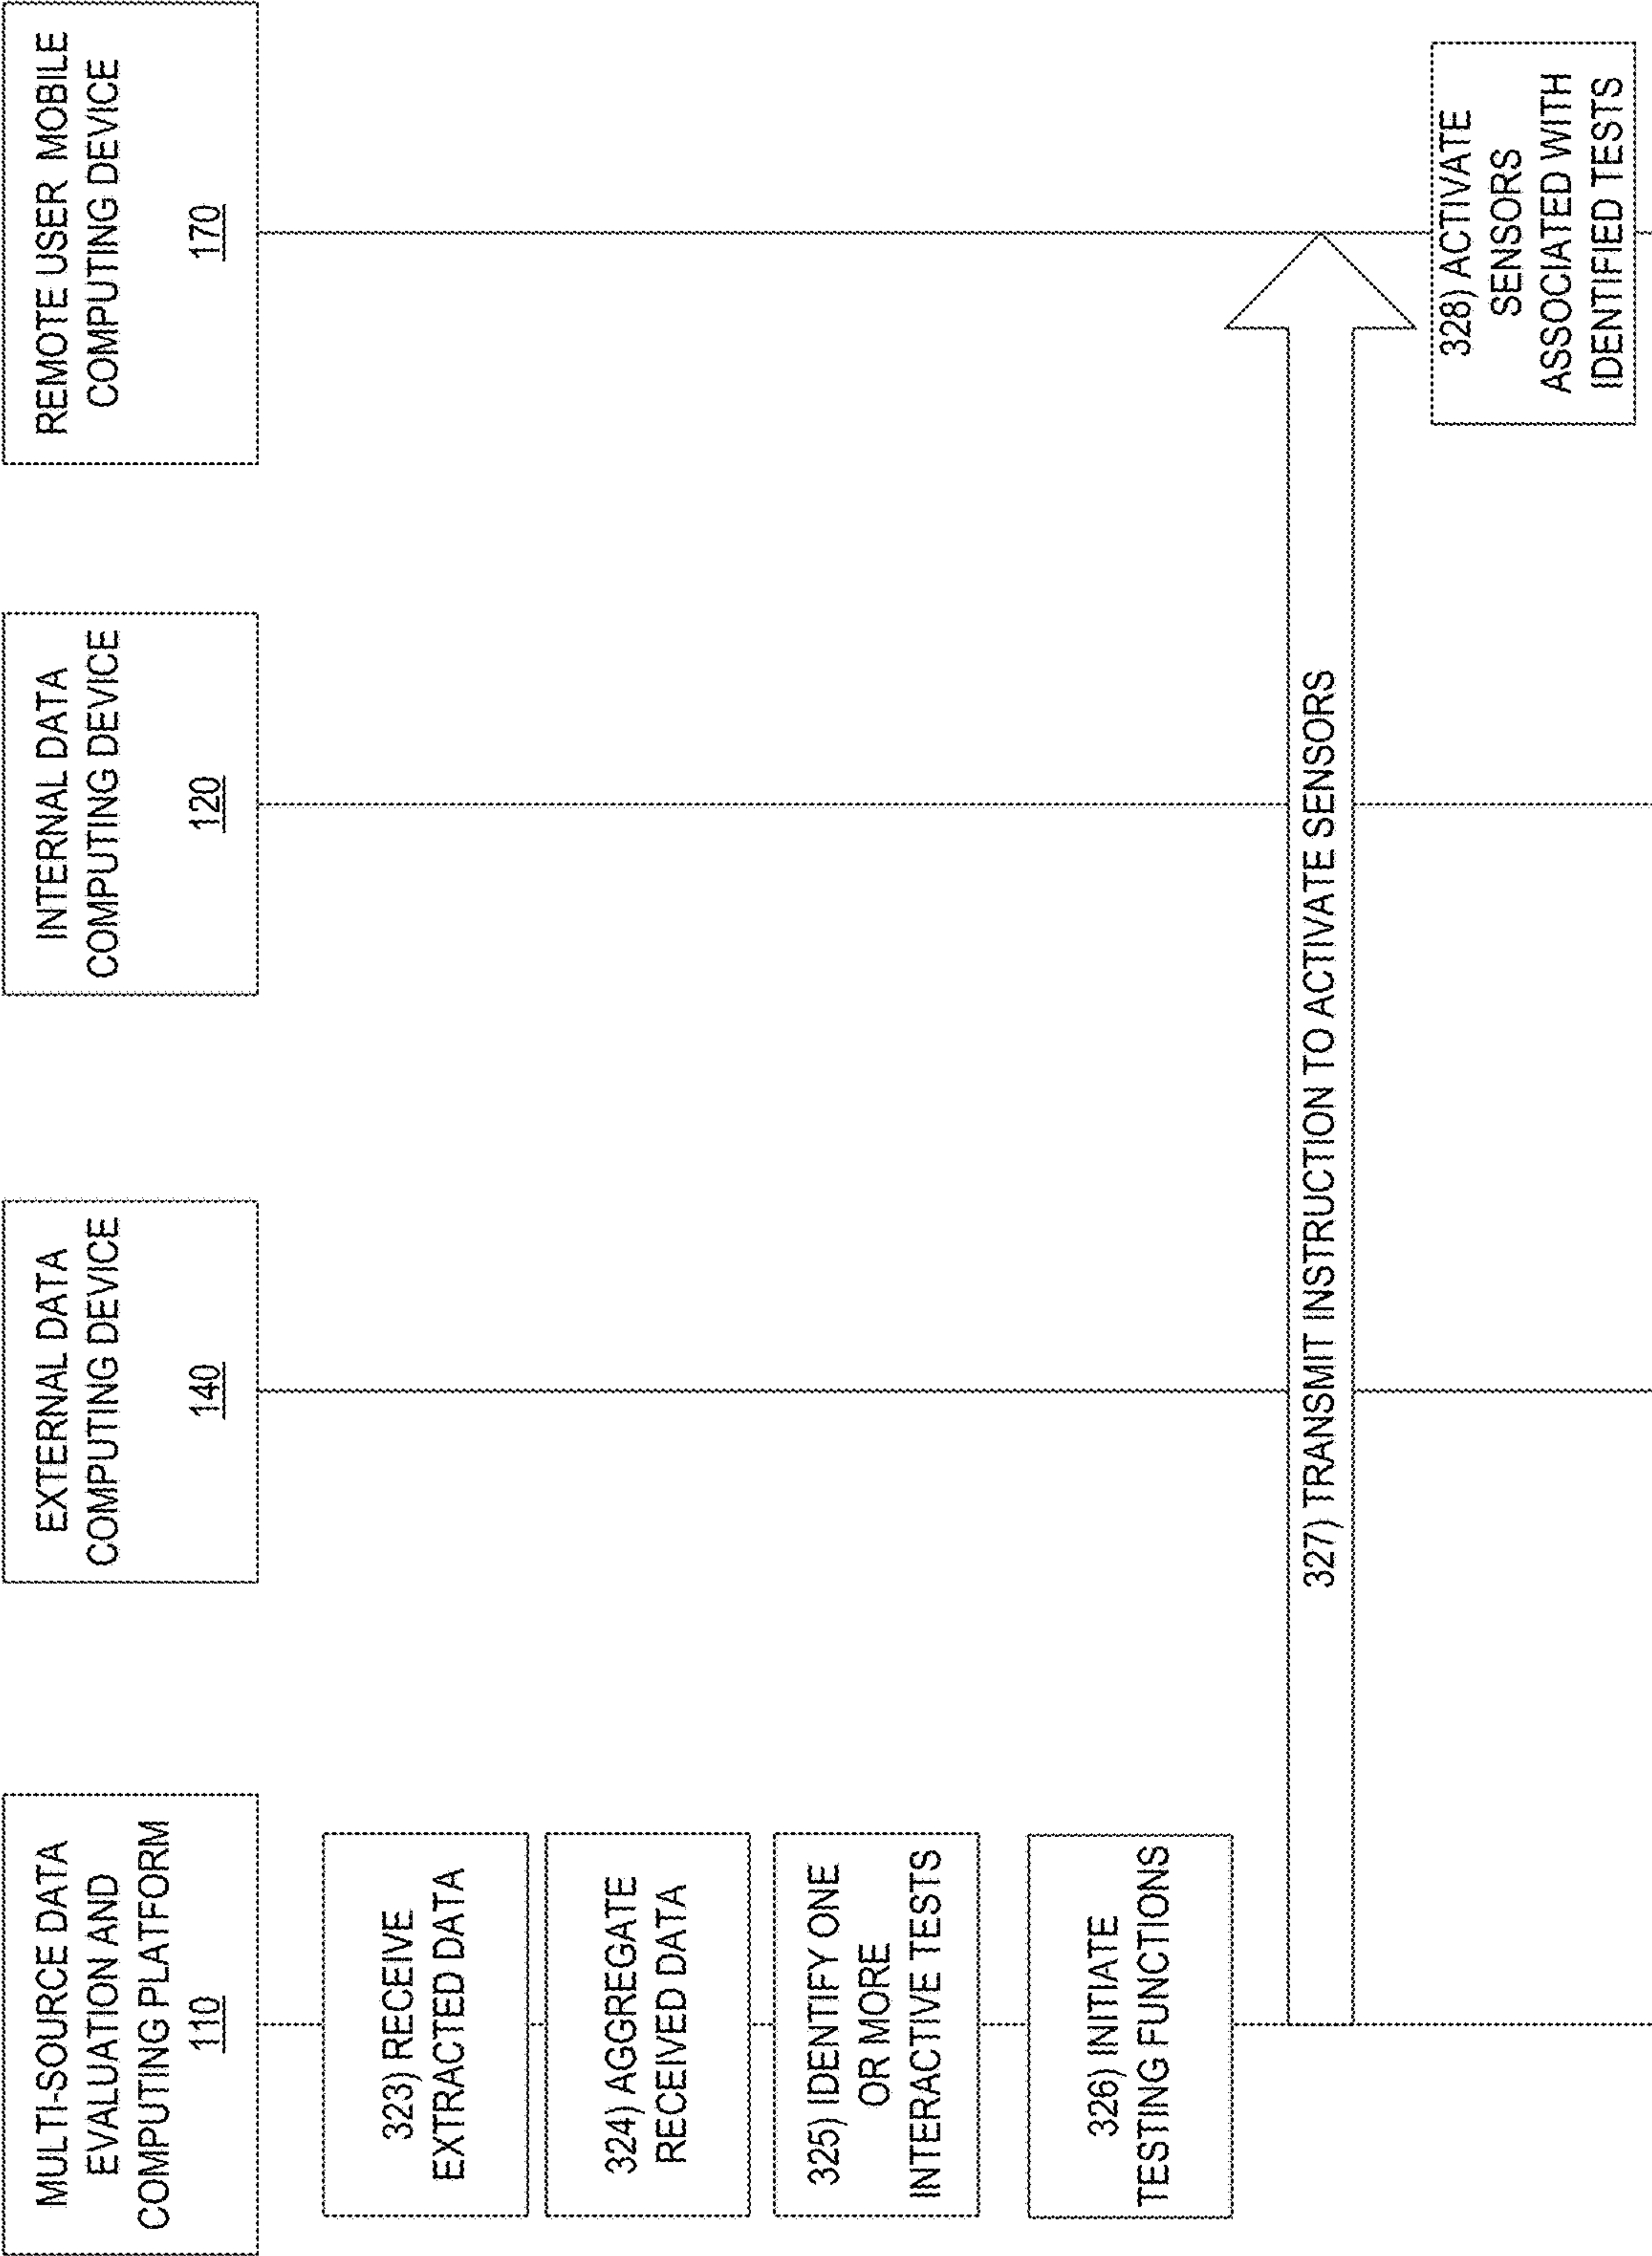 MULTI-SOURCE DATA
EVALUATION AND
COMPUTING PLATFORM
110
EXTERNAL DATA
COMPUTING DEVICE
140
INTERNAL DATA
COMPUTING DEVICE
120
REMOTE USER MOBILE
COMPUTING DEVICE
170
323) RECEIVE
EXTRACTED DATA
324) AGGREGATE
RECEIVED DATA
325) IDENTIFY ONE
OR MORE
INTERACTIVE TESTS
326) INITIATE
TESTING FUNCTIONS
327) TRANSMIT INSTRUCTION TO ACTIVATE SENSORS
328) ACTIVATE
SENSORS
ASSOCIATED WITH
IDENTIFIED TESTS